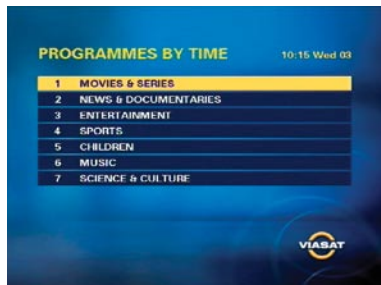 PROGRAMMES BY TIME 10:15 Wed 03
1 MOVIES & SERIES
2 NEWS & DOCUMENTARIES
3 ENTERTAINMENT
4 SPORTS
5 CHILDREN
6 MUSIC
7 SCIENCE & CULTURE
VIASAT